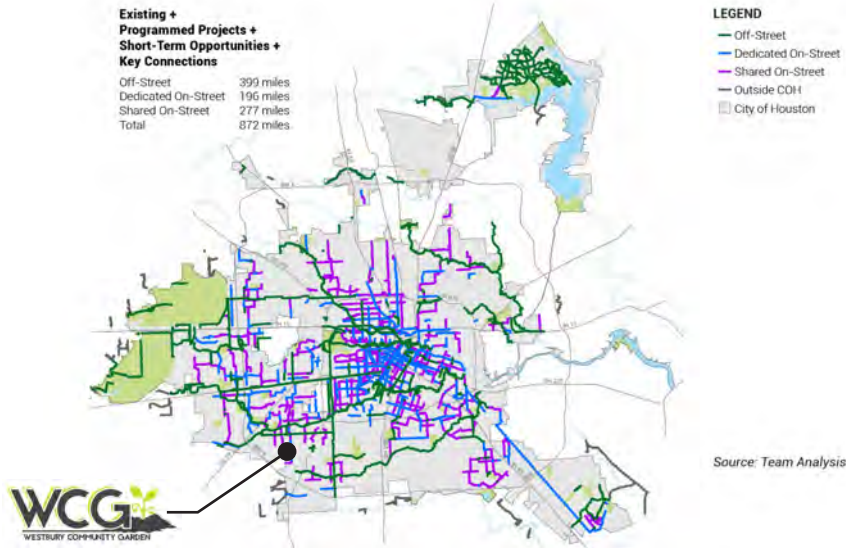 Existing +
Programmed Projects +
Short-Term Opportunities +
Key Connections
Off-Street 399 miles
Dedicated On-Street 196 miles
Shared On-Street 277 miles
Total 872 miles
LEGEND
Off-Street
Dedicated On-Street
Shared On-Street
Outside COH
City of Houston
Source: Team Analysis
WCG
WESTBURY COMMUNITY GARDEN